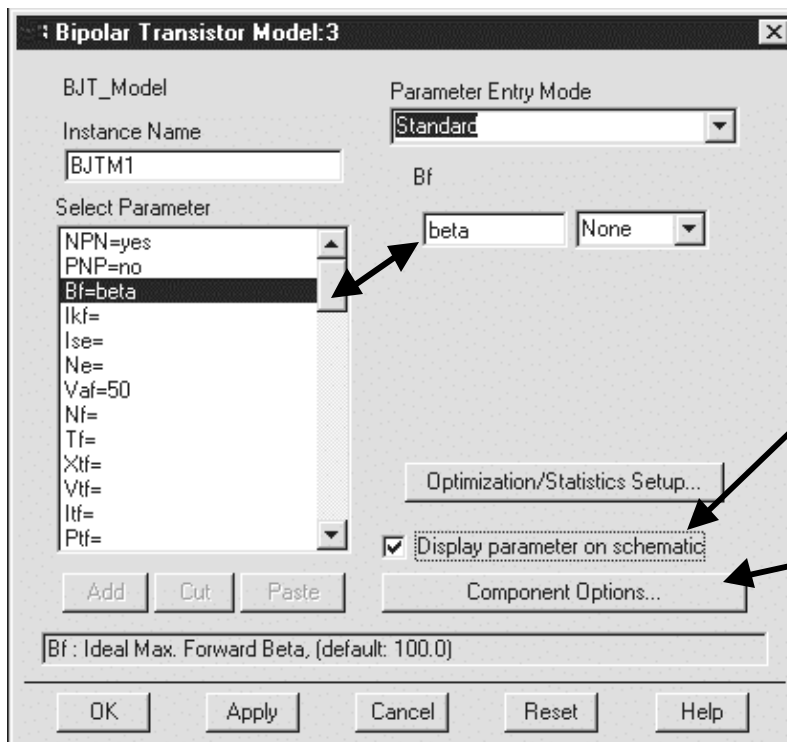 Bipolar Transistor Model:3
BJT_Model
Instance Name
BJTM1
Select Parameter
NPN=yes
PNP=no
Bf=beta
Ikf=
Ise=
Ne=
Vaf=50
Nf=
Tf=
Xtf=
Vtf=
Itf=
Ptf=
Add Cut Paste
Parameter Entry Mode
Standard
Bf
beta None
Optimization/Statistics Setup...
Display parameter on schematic
Component Options...
Bf : Ideal Max. Forward Beta, (default: 100.0)
OK Apply Cancel Reset Help